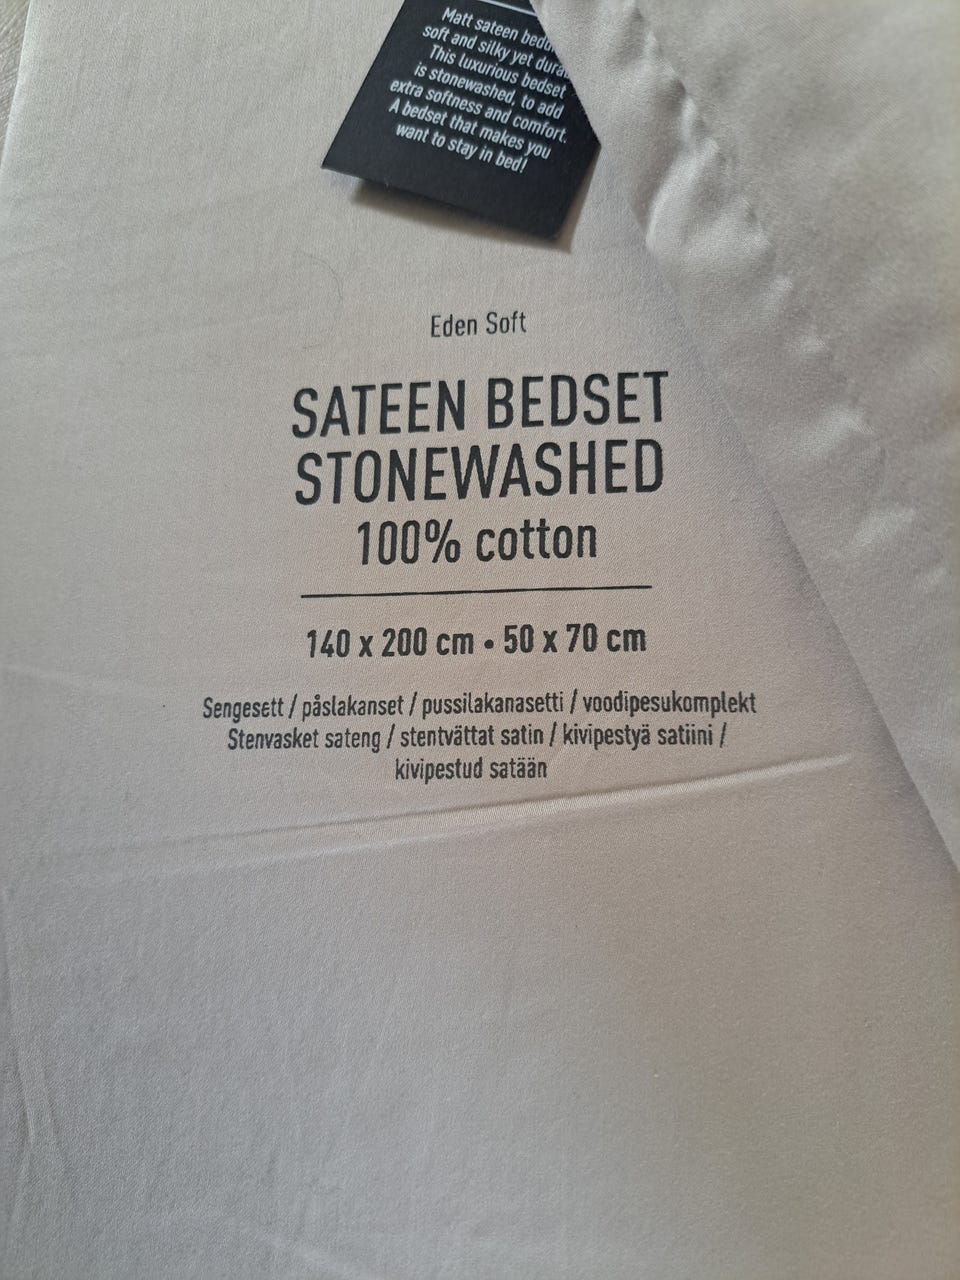 Matt sateen
soft and silky yet
This luxurious bedset
is stonewashed, to add
extra softness and comfort.
A bedset that makes you
want to stay in bed!
Eden Soft
SATEEN BEDSET
STONEWASHED
100% cotton
140 x 200 cm • 50 x 70 cm
Sengesett / påslakanset / pussilakanasetti / voodipesukomplekt
Stenvasket sateng / stentvättat satin / kivipestyä satiini /
kivipestud satään